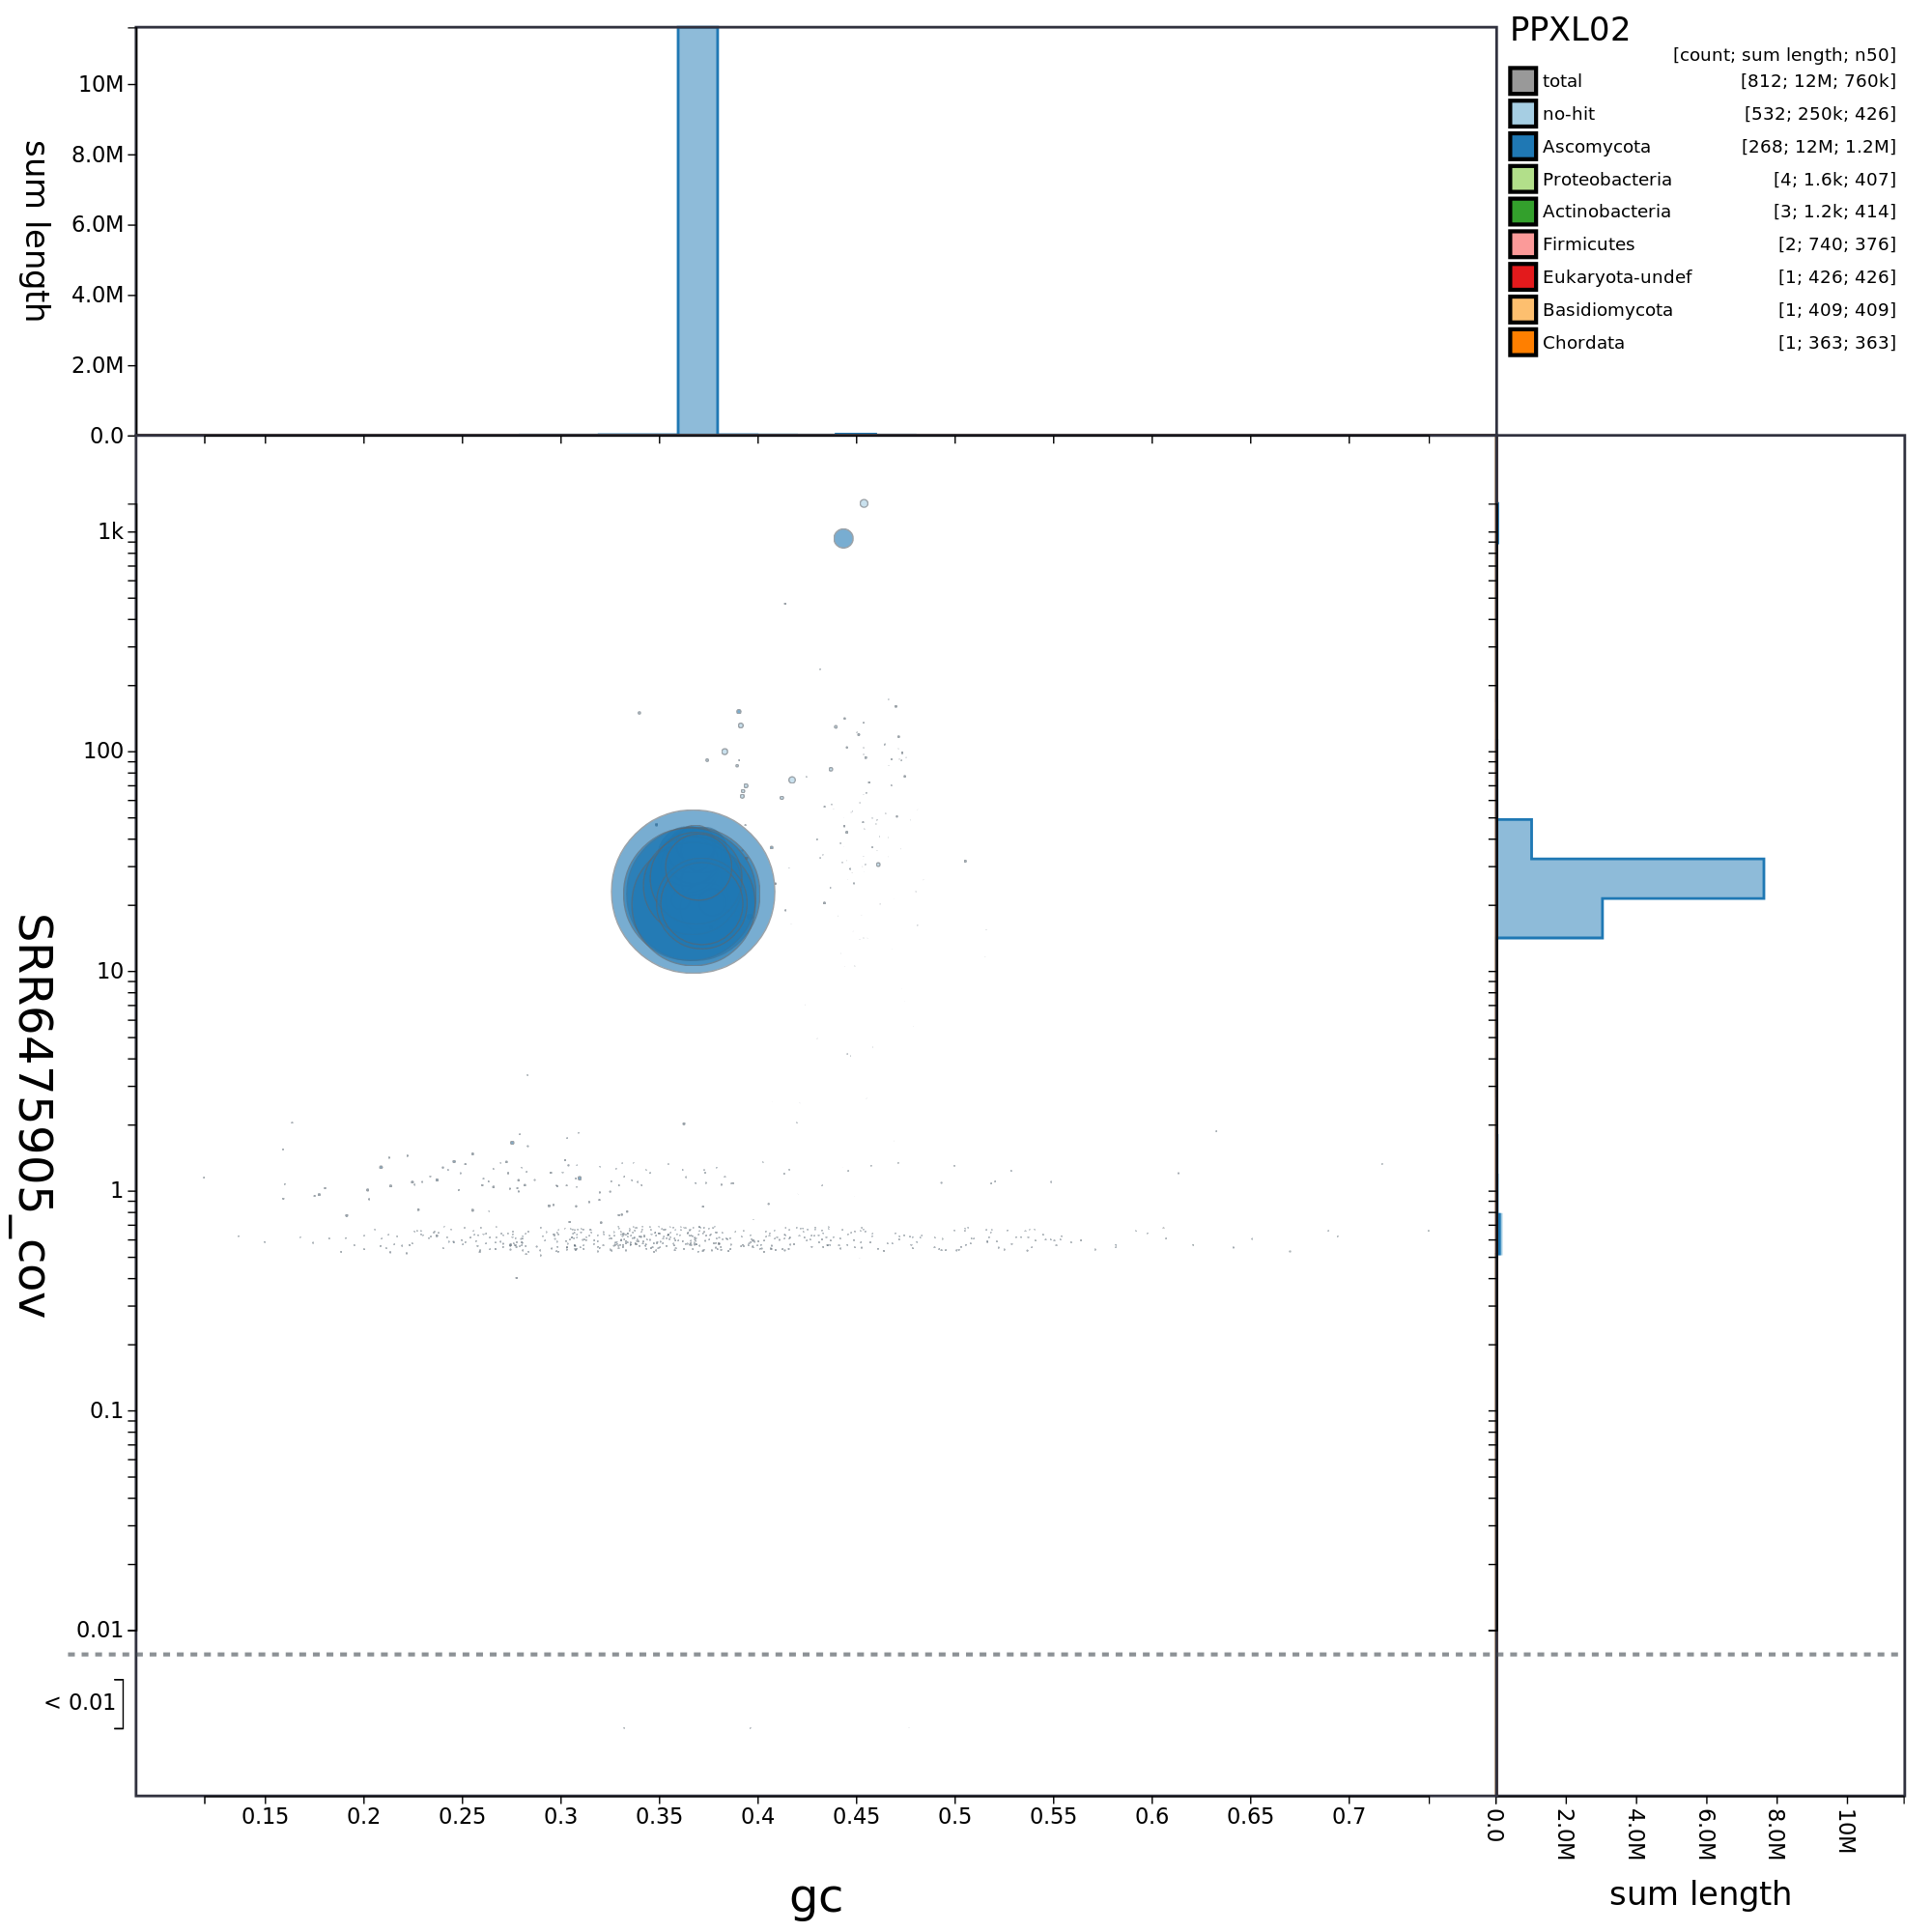 PPXL02
[count; sum length; n50]
total [812; 12M; 760k]
no-hit [532; 250k; 426]
Ascomycota [268; 12M; 1.2M]
Proteobacteria [4; 1.6k; 407]
Actinobacteria [3; 1.2k; 414]
Firmicutes [2; 740; 376]
Eukaryota-undef [1; 426; 426]
Basidiomycota [1; 409; 409]
Chordata [1; 363; 363]
sum length
10M
8.0M
6.0M
4.0M
2.0M
0.0
SRR6475905_cov
1k
100
10
1
0.1
0.01
< 0.01
0.15 0.2 0.25 0.3 0.35 0.4 0.45 0.5 0.55 0.6 0.65 0.7
gc
0.0 2.0M 4.0M 6.0M 8.0M 10M
sum length